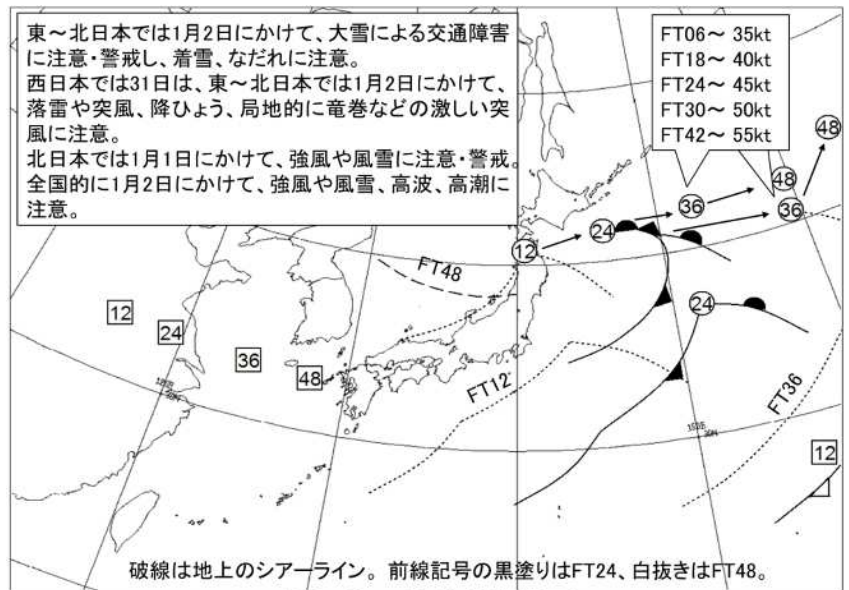 東～北日本では1月2日にかけて、大雪による交通障害
に注意・警戒し、着雪、なだれに注意。
西日本では31日は、東～北日本では1月2日にかけて、
落雷や突風、降ひょう、局地的に竜巻などの激しい突
風に注意。
北日本では1月1日にかけて、強風や風雪に注意・警戒。
全国的に1月2日にかけて、強風や風雪、高波、高潮に
注意。
FT06～ 35kt
FT18～ 40kt
FT24～ 45kt
FT30～ 50kt
FT42～ 55kt
48
48
36
36
24
12
FT48
24
12
24
36
48
FT12
FT36
12
破線は地上のシアーライン。前線記号の黒塗りはFT24、白抜きはFT48。